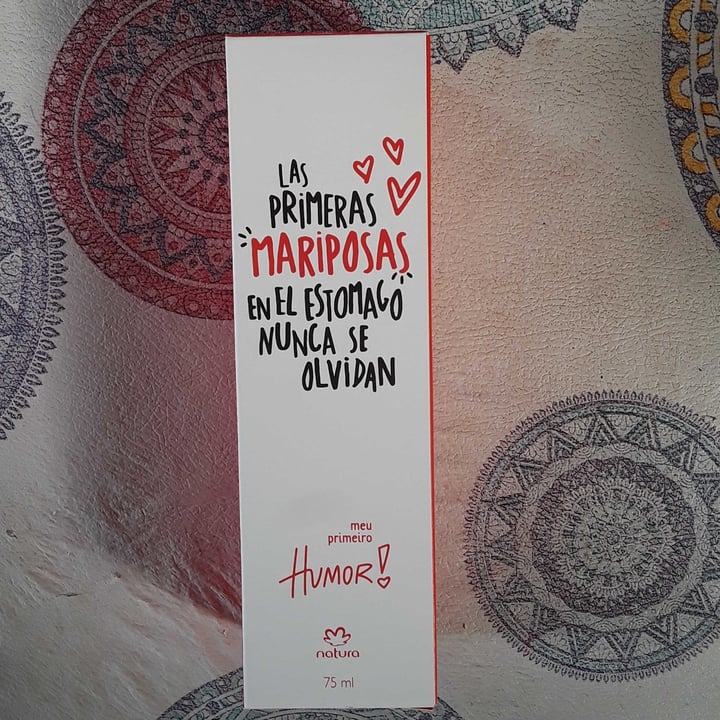 LAS
PRiMERAS
MARiPOSAS
EN EL ESTOMAGO
NUNCA SE
OLViDAN
meu
primeiro
HUMOR!
natura
75 ml